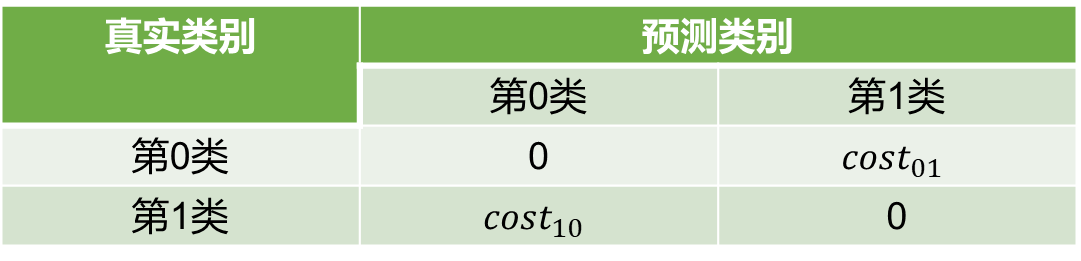 真实类别 预测类别
第0类 第1类
第0类 0 cost₀₁
第1类 cost₁₀ 0